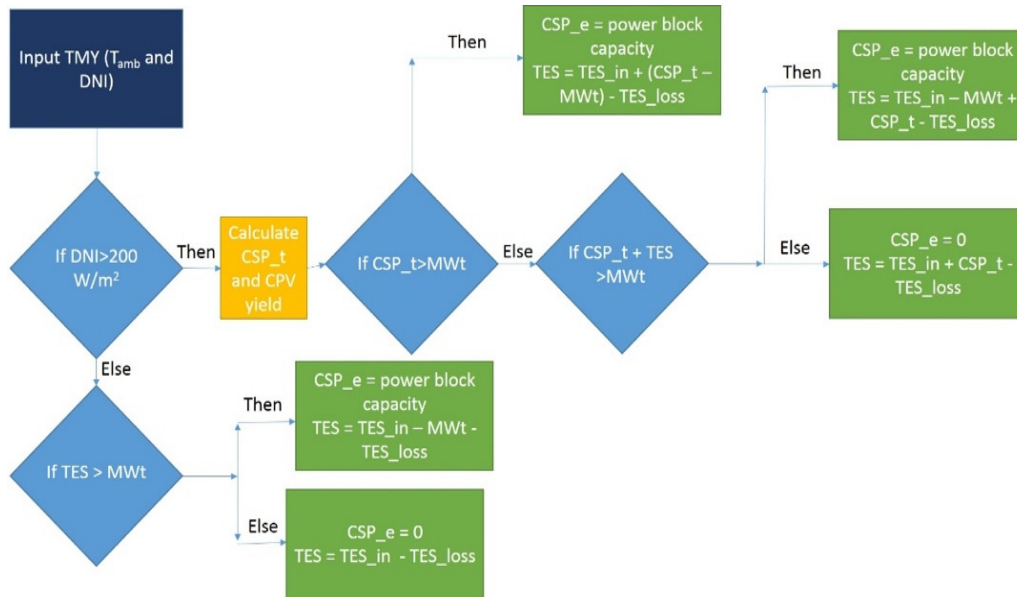 Input TMY (Tamb and
DNI)
If DNI>200
W/m2
Then
Calculate
CSP_t
and CPV
yield
If CSP_t>MWt
Then
CSP_e = power block
capacity
TES = TES_in + (CSP_t –
MWt) - TES_loss
Else
If CSP_t + TES
>MWt
Then
CSP_e = power block
capacity
TES = TES_in – MWt +
CSP_t - TES_loss
Else
CSP_e = 0
TES = TES_in + CSP_t -
TES_loss
Else
If TES > MWt
Then
CSP_e = power block
capacity
TES = TES_in – MWt -
TES_loss
Else
CSP_e = 0
TES = TES_in - TES_loss